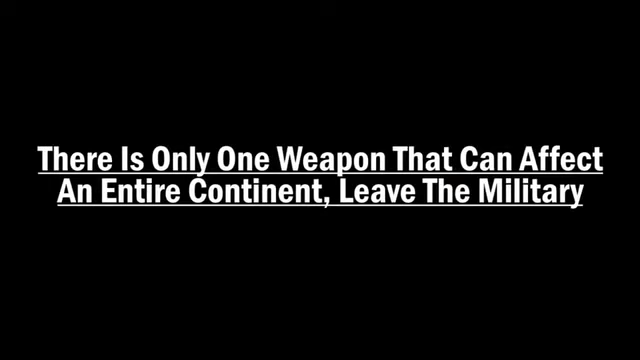 There Is Only One Weapon That Can Affect
An Entire Continent, Leave The Military